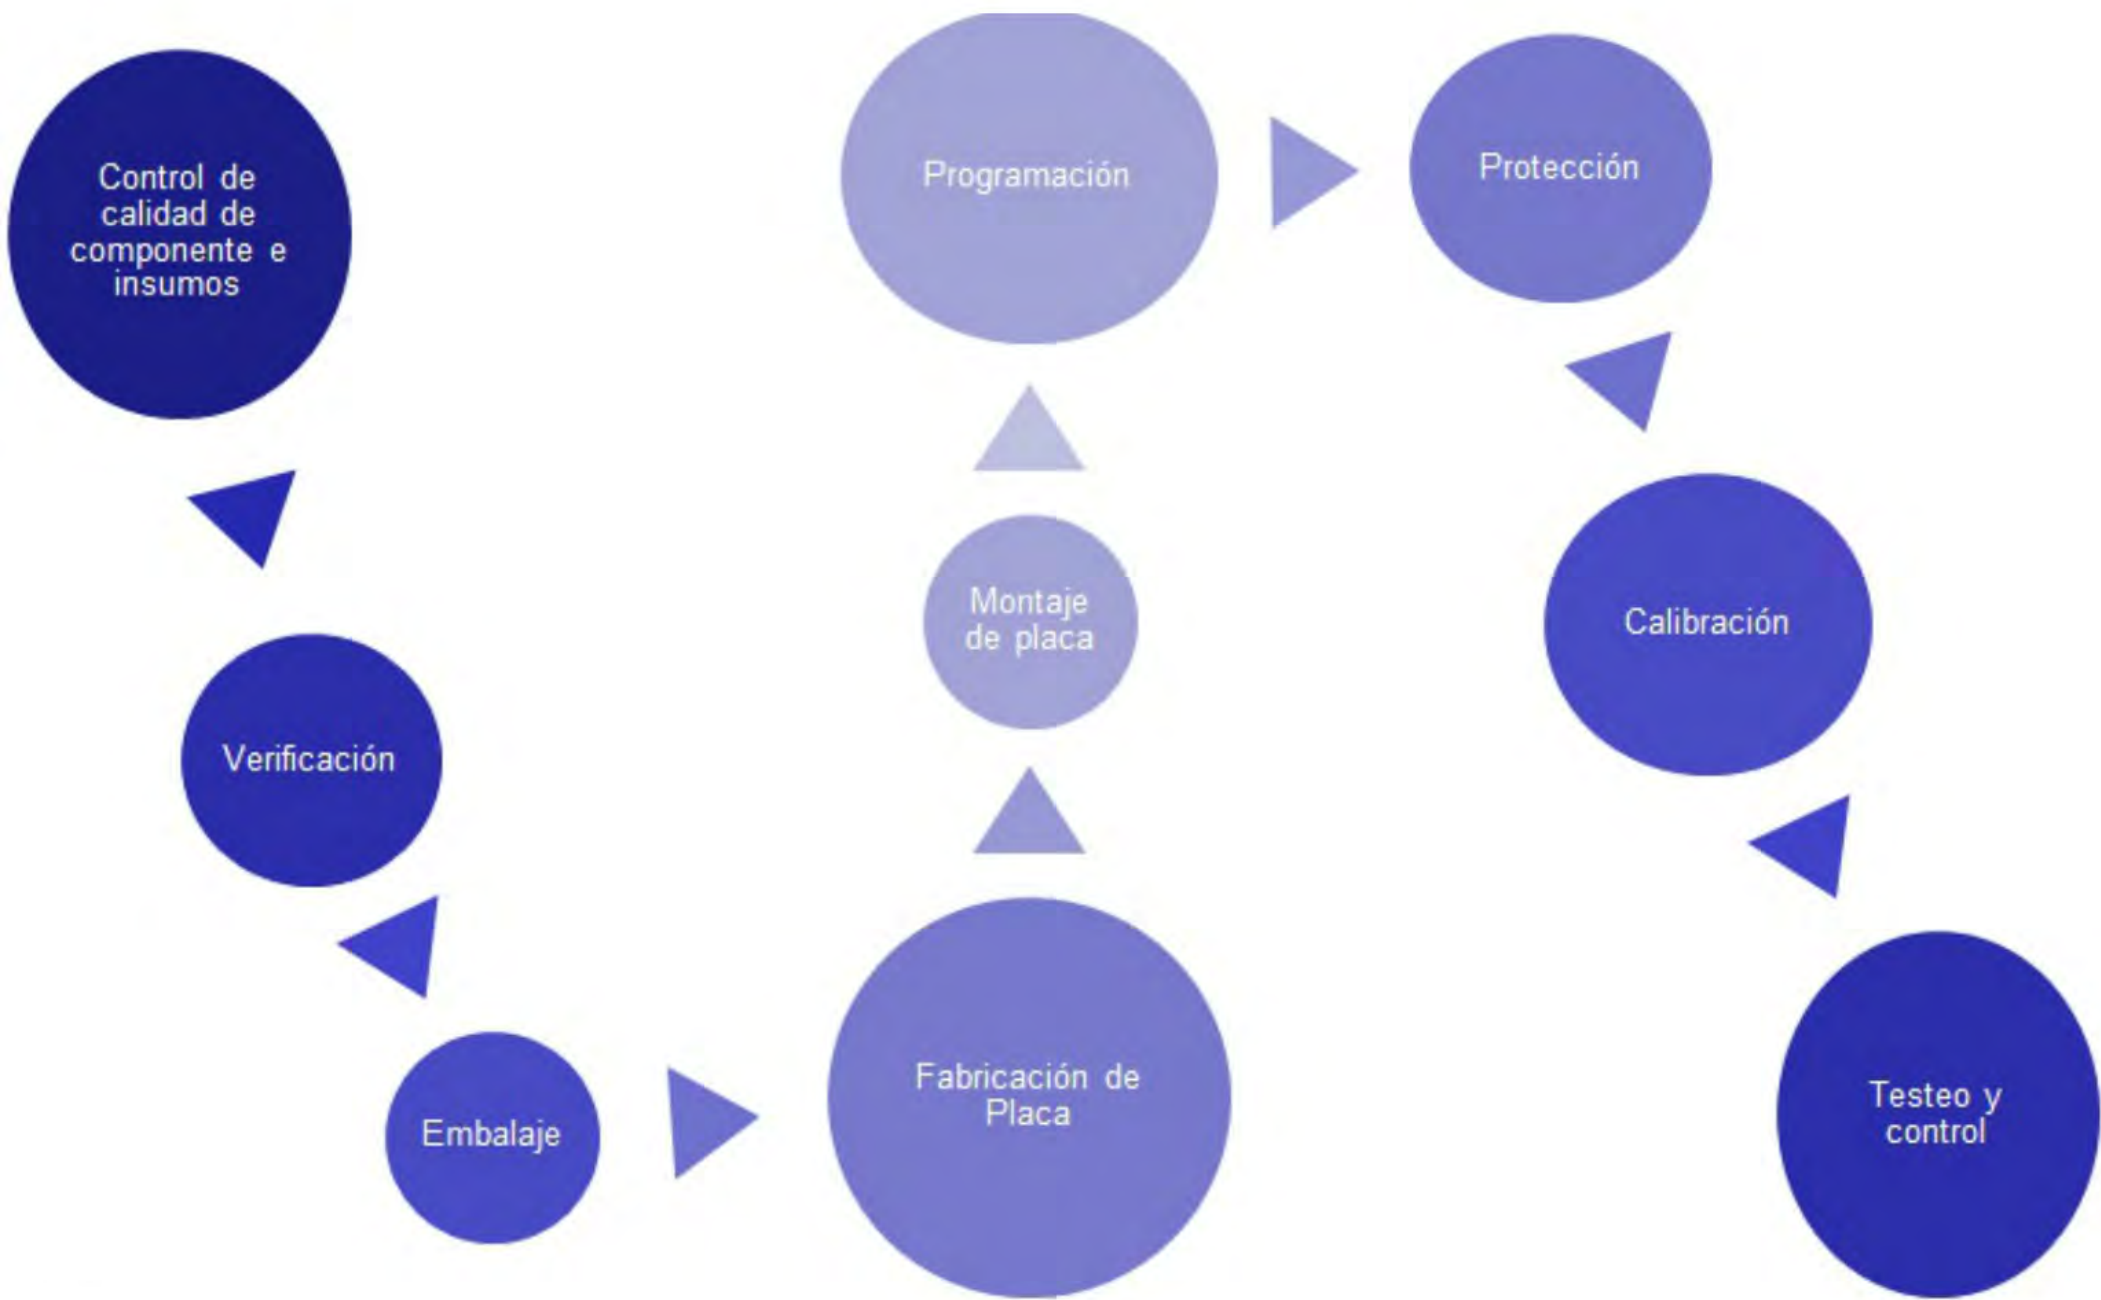 Control de
calidad de
componente e
insumos
Verificación
Embalaje
Fabricación de
Placa
Montaje
de placa
Programación
Protección
Calibración
Testeo y
control